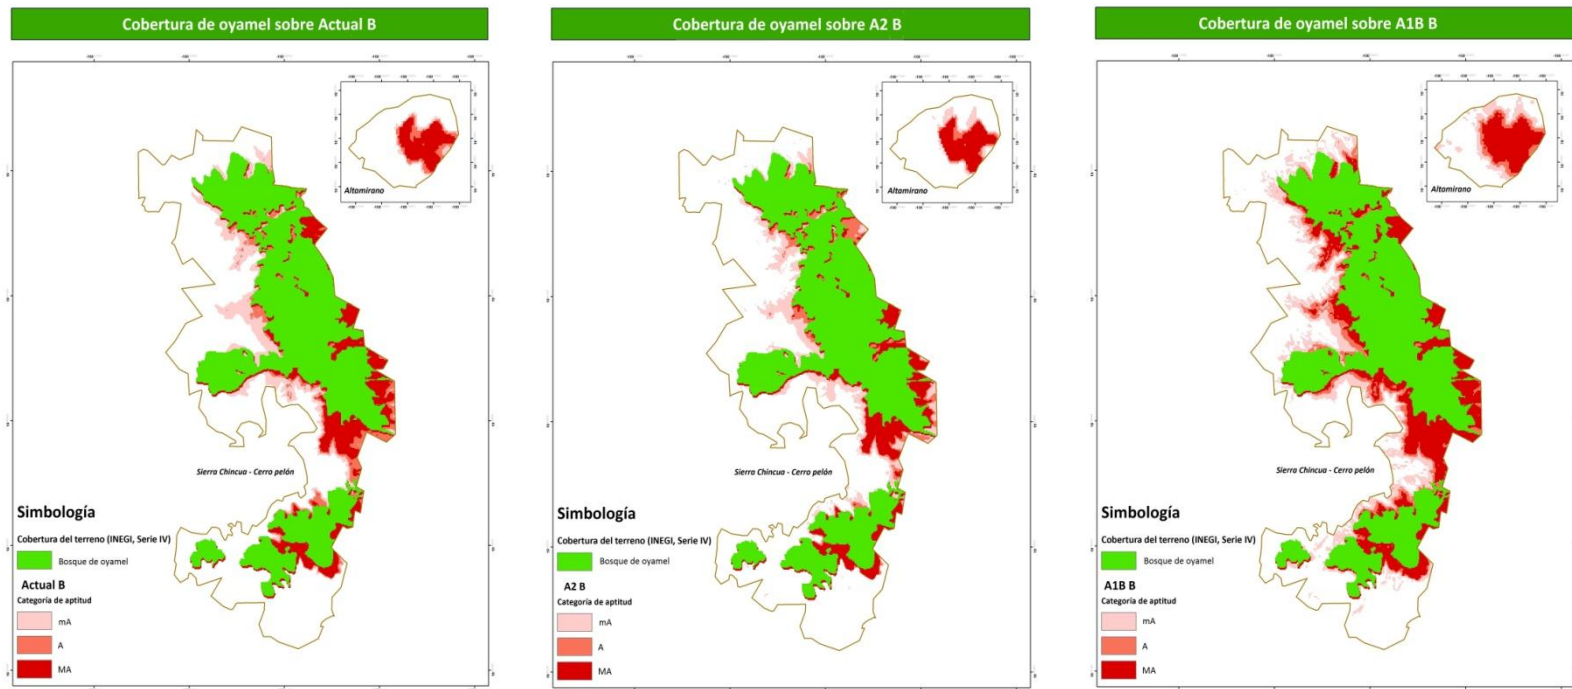 Cobertura de oyamel sobre Actual B
Altamirano
Sierra Chincua - Cerro pelón
Simbología
Cobertura del terreno (INEGI, Serie IV)
Bosque de oyamel
Actual B
Categoría de aptitud
mA
A
MA
Cobertura de oyamel sobre A2 B
Altamirano
Sierra Chincua - Cerro pelón
Simbología
Cobertura del terreno (INEGI, Serie IV)
Bosque de oyamel
A2 B
Categoría de aptitud
mA
A
MA
Cobertura de oyamel sobre A1B B
Altamirano
Sierra Chincua - Cerro pelón
Simbología
Cobertura del terreno (INEGI, Serie IV)
Bosque de oyamel
A1B B
Categoría de aptitud
mA
A
MA